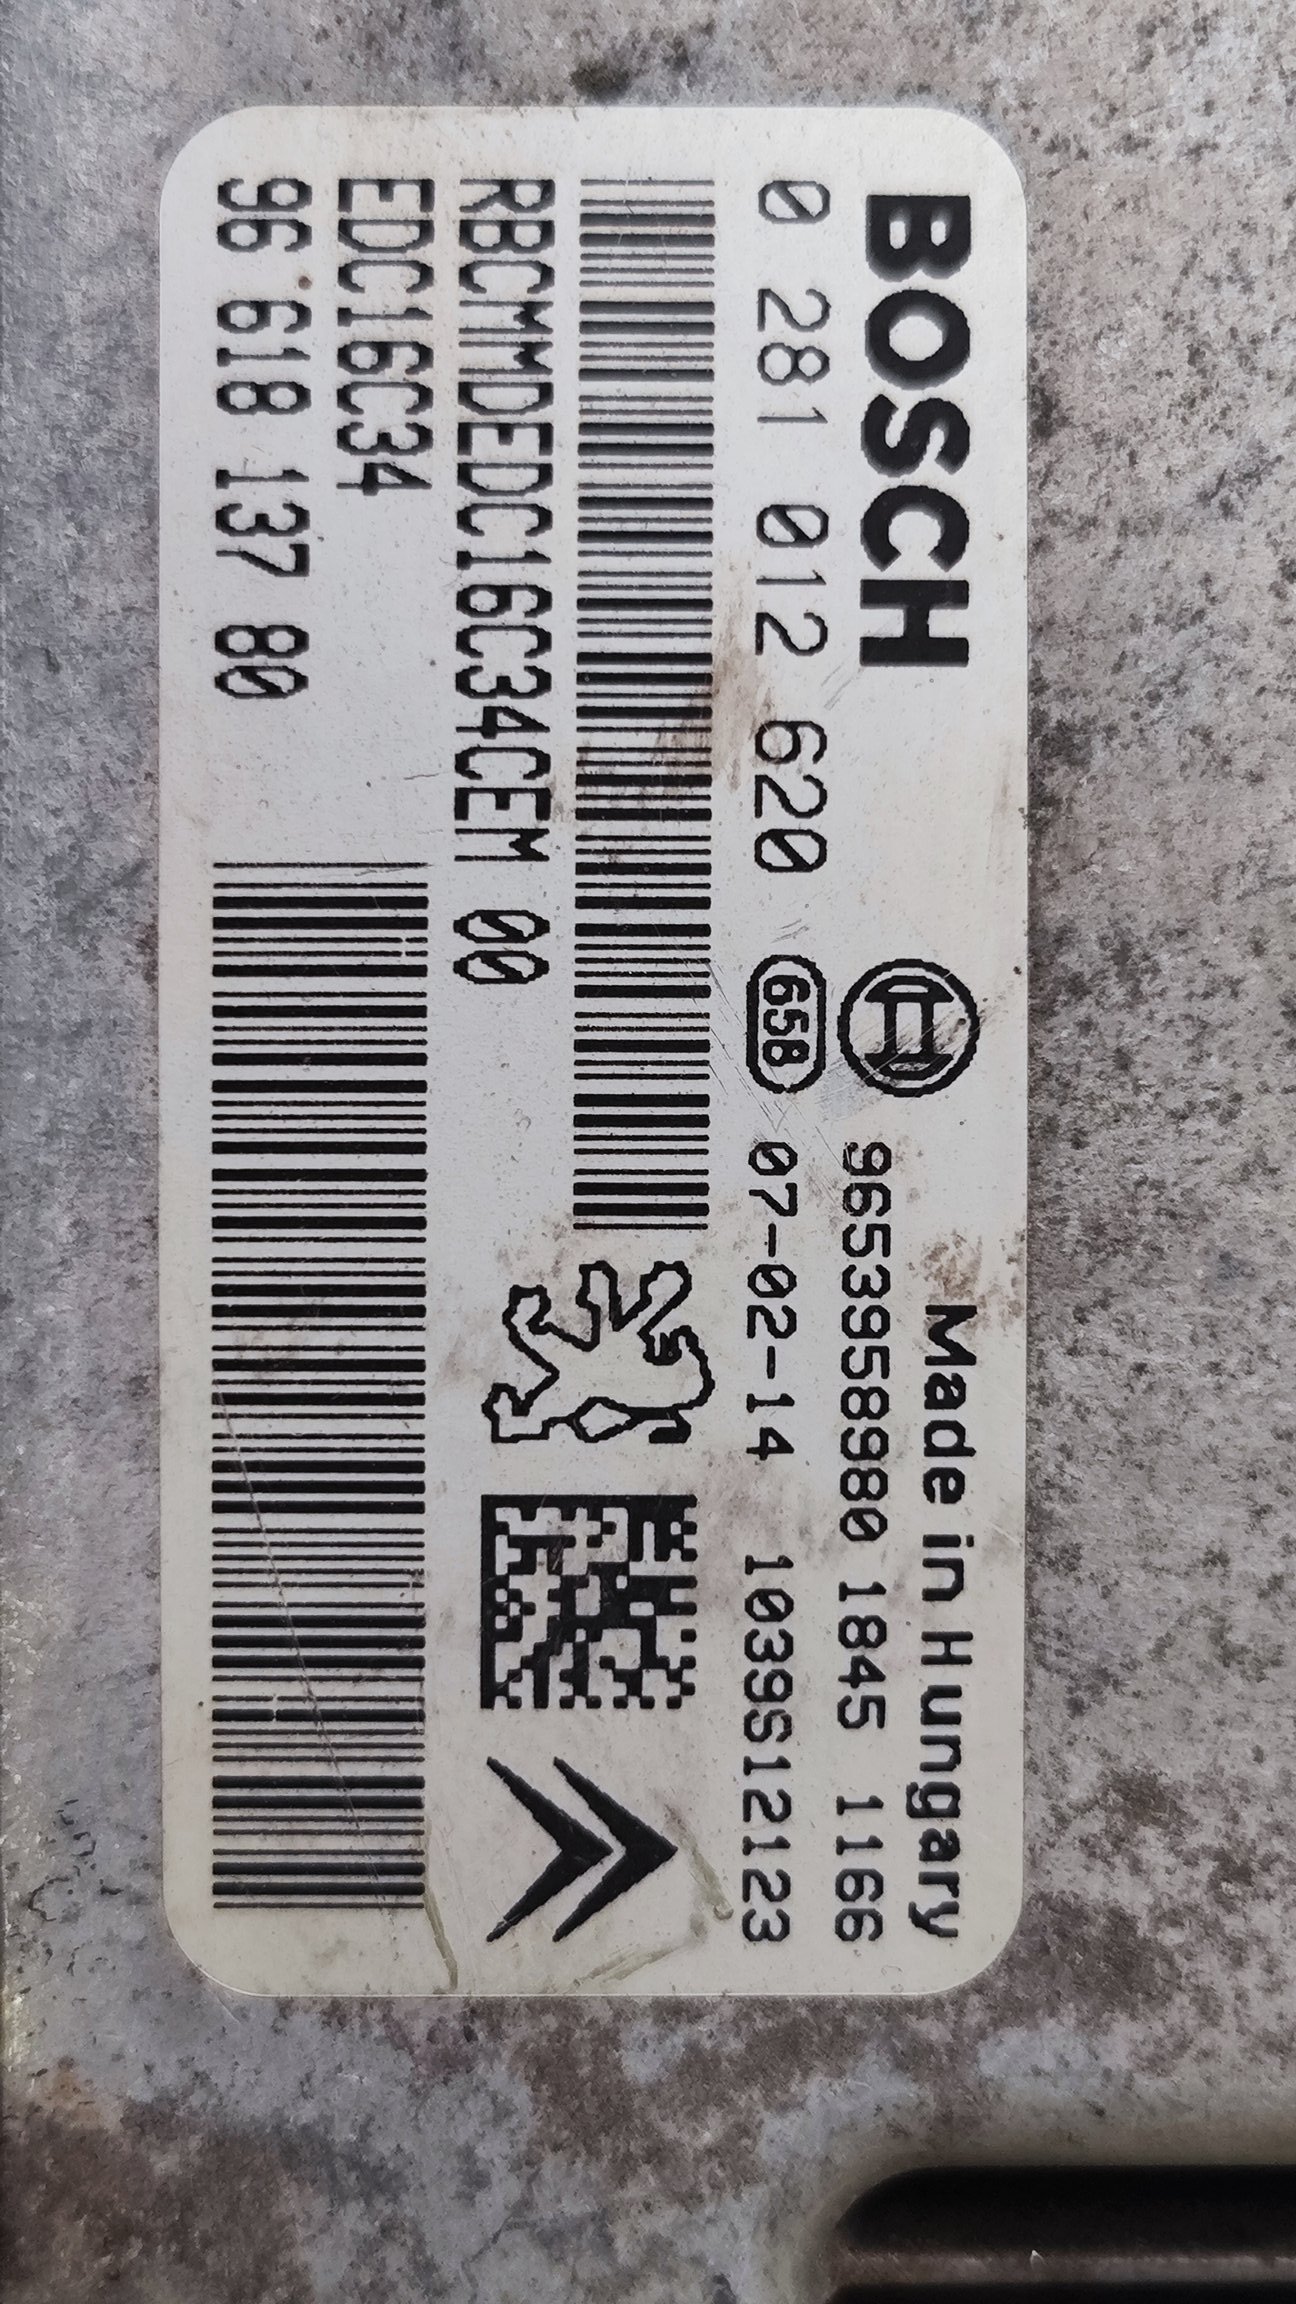 BOSCH
Made in Hungary
9653958980 1845 1166
0 281 012 620
658
07-02-14 1039S12123
RBCMMDEDC16C34CEM 00
EDC16C34
96 618 137 80